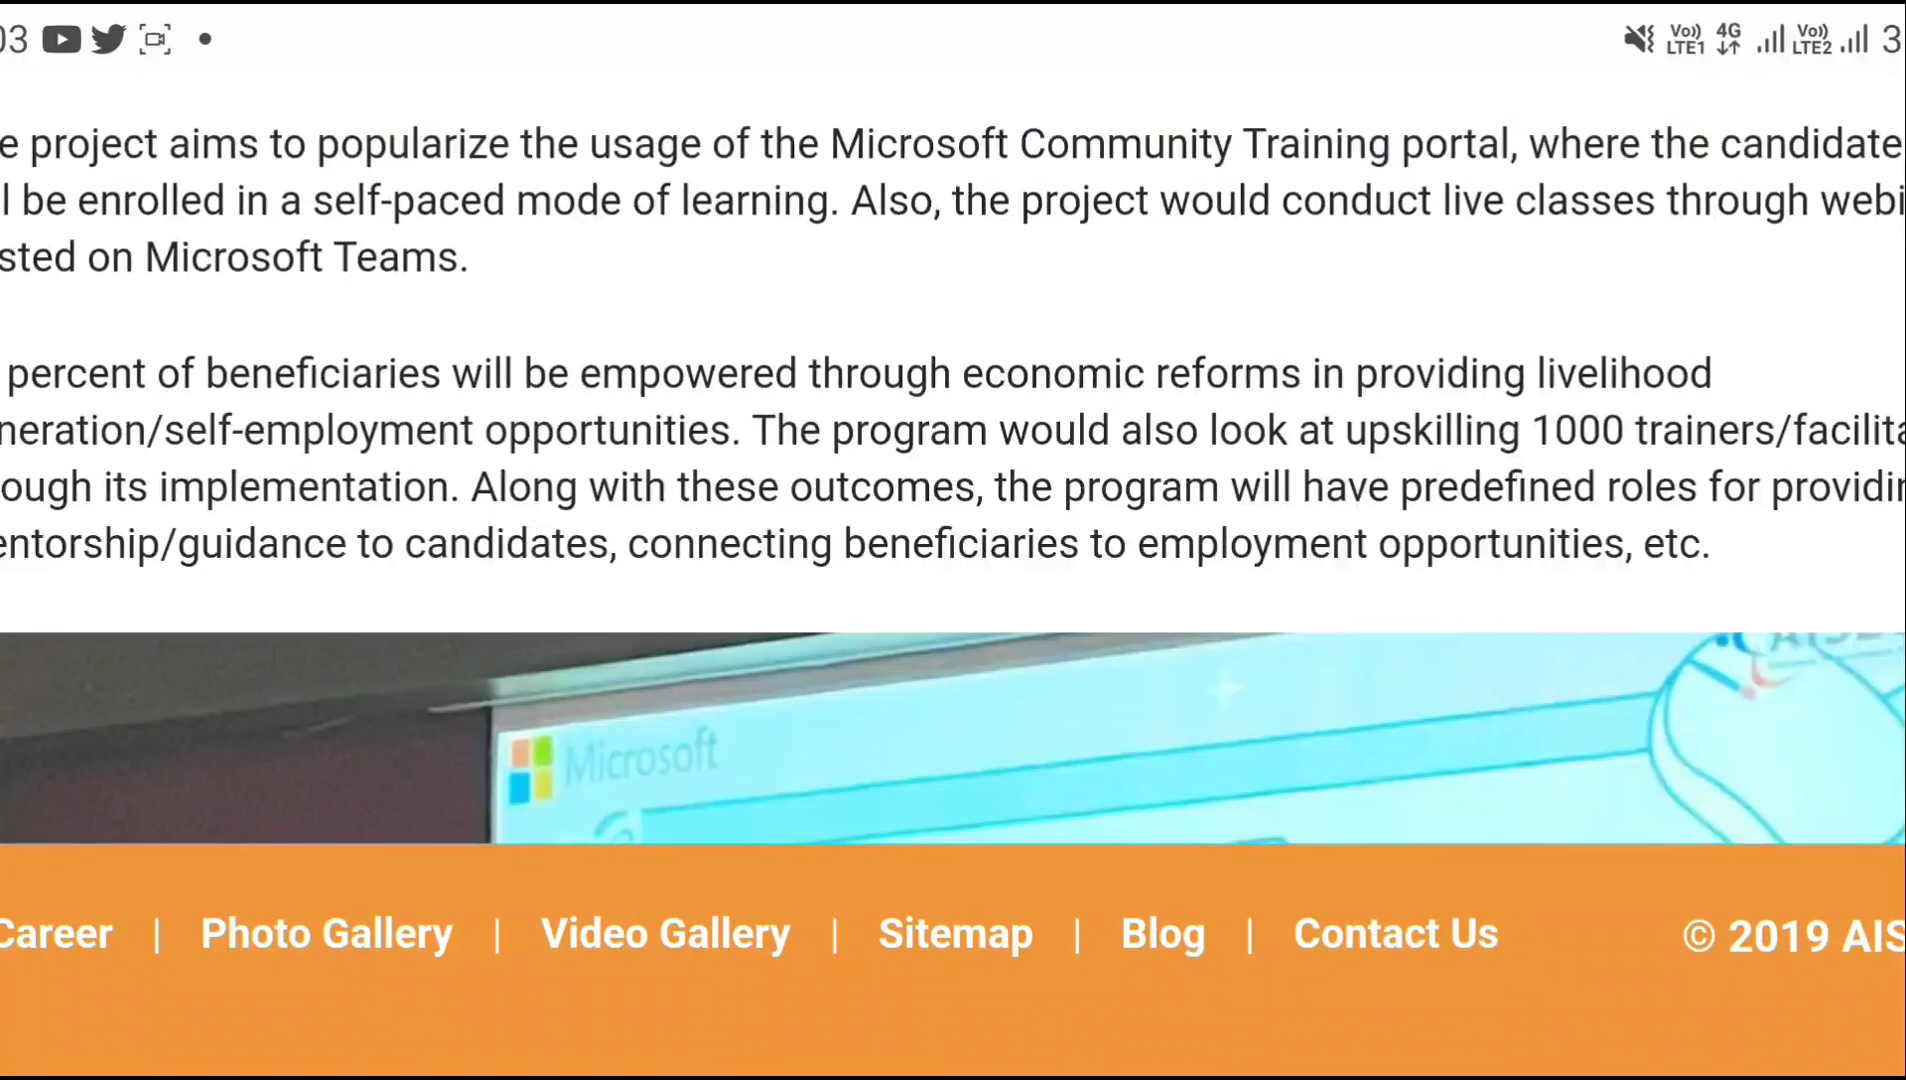 03 Vo)) LTE1 4G Vo)) LTE2 3
e project aims to popularize the usage of the Microsoft Community Training portal, where the candidate
l be enrolled in a self-paced mode of learning. Also, the project would conduct live classes through webi
sted on Microsoft Teams.
percent of beneficiaries will be empowered through economic reforms in providing livelihood
neration/self-employment opportunities. The program would also look at upskilling 1000 trainers/facilita
ough its implementation. Along with these outcomes, the program will have predefined roles for providin
entorship/guidance to candidates, connecting beneficiaries to employment opportunities, etc.
Microsoft
Career | Photo Gallery | Video Gallery | Sitemap | Blog | Contact Us © 2019 AIS